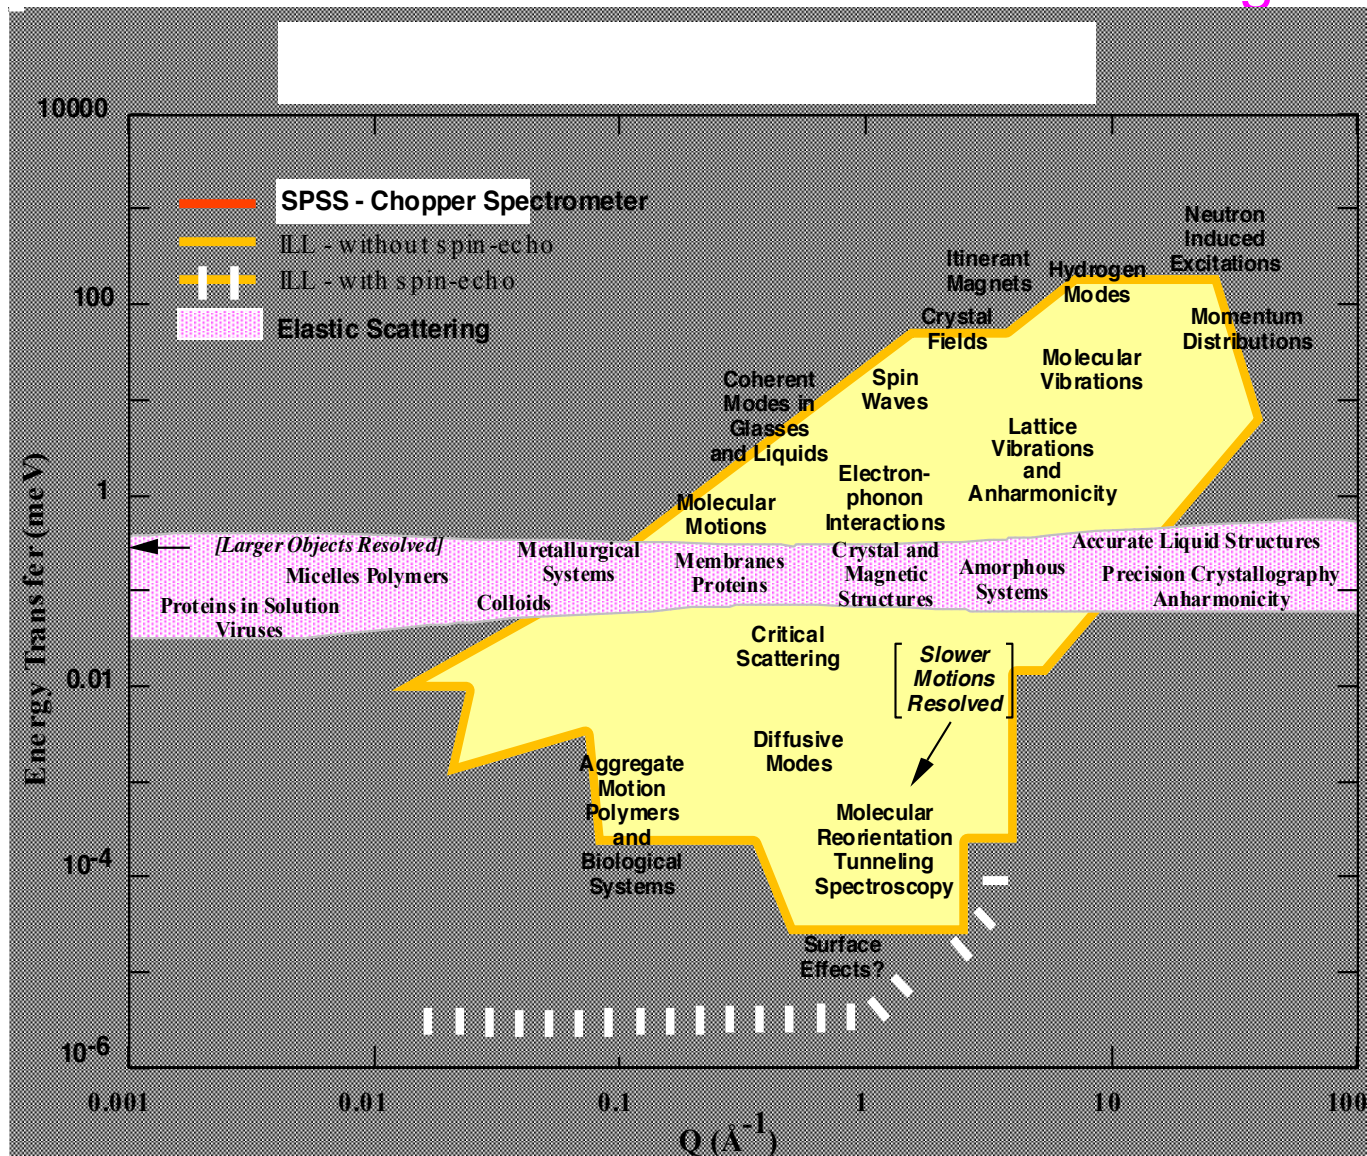 10000
100
1
0.01
10-4
10-6
Energy Transfer (meV)
SPSS - Chopper Spectrometer
ILL - without spin-echo
ILL - with spin-echo
Elastic Scattering
Neutron
Induced
Excitations
Itinerant
Magnets
Hydrogen
Modes
Crystal
Fields
Momentum
Distributions
Molecular
Vibrations
Spin
Waves
Coherent
Modes in
Glasses
and Liquids
Lattice
Vibrations
and
Anharmonicity
Electron-
phonon
Interactions
Molecular
Motions
[Larger Objects Resolved]
Micelles Polymers
Proteins in Solution
Viruses
Metallurgical
Systems
Colloids
Membranes
Proteins
Crystal and
Magnetic
Structures
Amorphous
Systems
Accurate Liquid Structures
Precision Crystallography
Anharmonicity
Critical
Scattering
[Slower
Motions
Resolved]
Diffusive
Modes
Aggregate
Motion
Polymers
and
Biological
Systems
Molecular
Reorientation
Tunneling
Spectroscopy
Surface
Effects?
0.001
0.01
0.1
1
10
100
Q (Å-1)